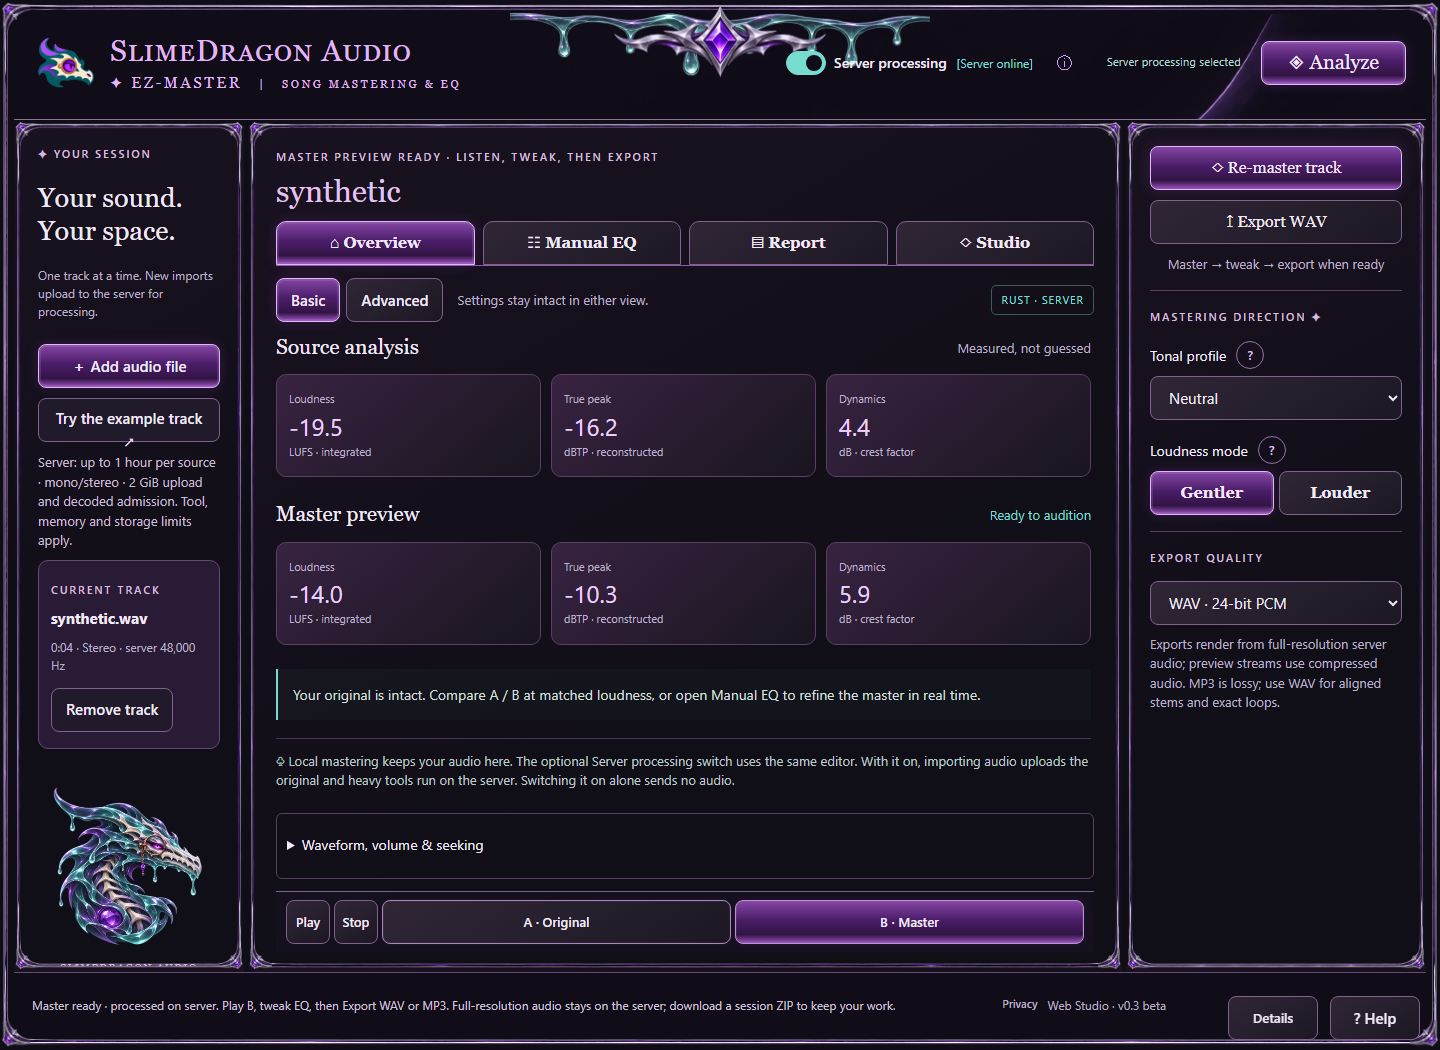 SlimeDragon Audio
✦ EZ-MASTER | SONG MASTERING & EQ
Server processing [Server online] ⓘ Server processing selected
◈ Analyze
✦ YOUR SESSION
Your sound.
Your space.
One track at a time. New imports
upload to the server for
processing.
+ Add audio file
Try the example track
↗
Server: up to 1 hour per source
· mono/stereo · 2 GiB upload
and decoded admission. Tool,
memory and storage limits
apply.
CURRENT TRACK
synthetic.wav
0:04 · Stereo · server 48,000
Hz
Remove track
MASTER PREVIEW READY · LISTEN, TWEAK, THEN EXPORT
synthetic
⌂ Overview
☷ Manual EQ
▤ Report
◇ Studio
Basic
Advanced
Settings stay intact in either view.
RUST · SERVER
Source analysis
Measured, not guessed
Loudness
-19.5
LUFS · integrated
True peak
-16.2
dBTP · reconstructed
Dynamics
4.4
dB · crest factor
Master preview
Ready to audition
Loudness
-14.0
LUFS · integrated
True peak
-10.3
dBTP · reconstructed
Dynamics
5.9
dB · crest factor
Your original is intact. Compare A / B at matched loudness, or open Manual EQ to refine the master in real time.
Local mastering keeps your audio here. The optional Server processing switch uses the same editor. With it on, importing audio uploads the
original and heavy tools run on the server. Switching it on alone sends no audio.
▶ Waveform, volume & seeking
Play
Stop
A · Original
B · Master
◇ Re-master track
↥ Export WAV
Master → tweak → export when ready
MASTERING DIRECTION ✦
Tonal profile ?
Neutral
Loudness mode ?
Gentler
Louder
EXPORT QUALITY
WAV · 24-bit PCM
Exports render from full-resolution server
audio; preview streams use compressed
audio. MP3 is lossy; use WAV for aligned
stems and exact loops.
Master ready · processed on server. Play B, tweak EQ, then Export WAV or MP3. Full-resolution audio stays on the server; download a session ZIP to keep your work.
Privacy
Web Studio · v0.3 beta
Details
? Help